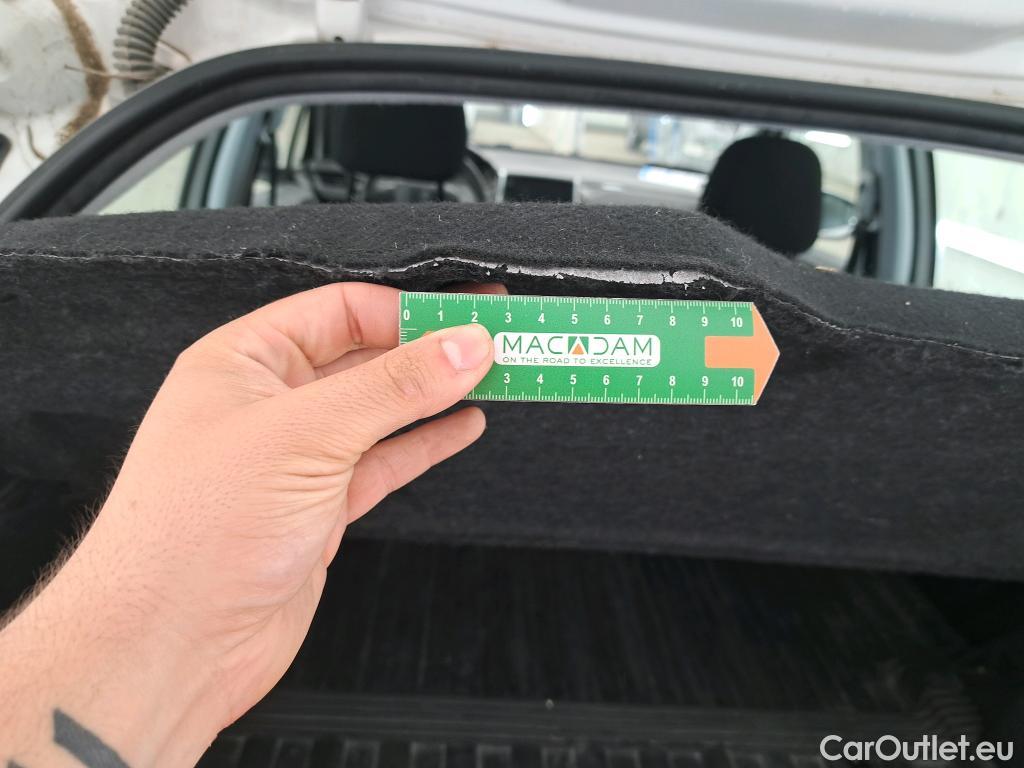 0 1 2 3 4 5 6 7 8 9 10
MACADAM
ON THE ROAD TO EXCELLENCE
3 4 5 6 7 8 9 10
CarOutlet.eu